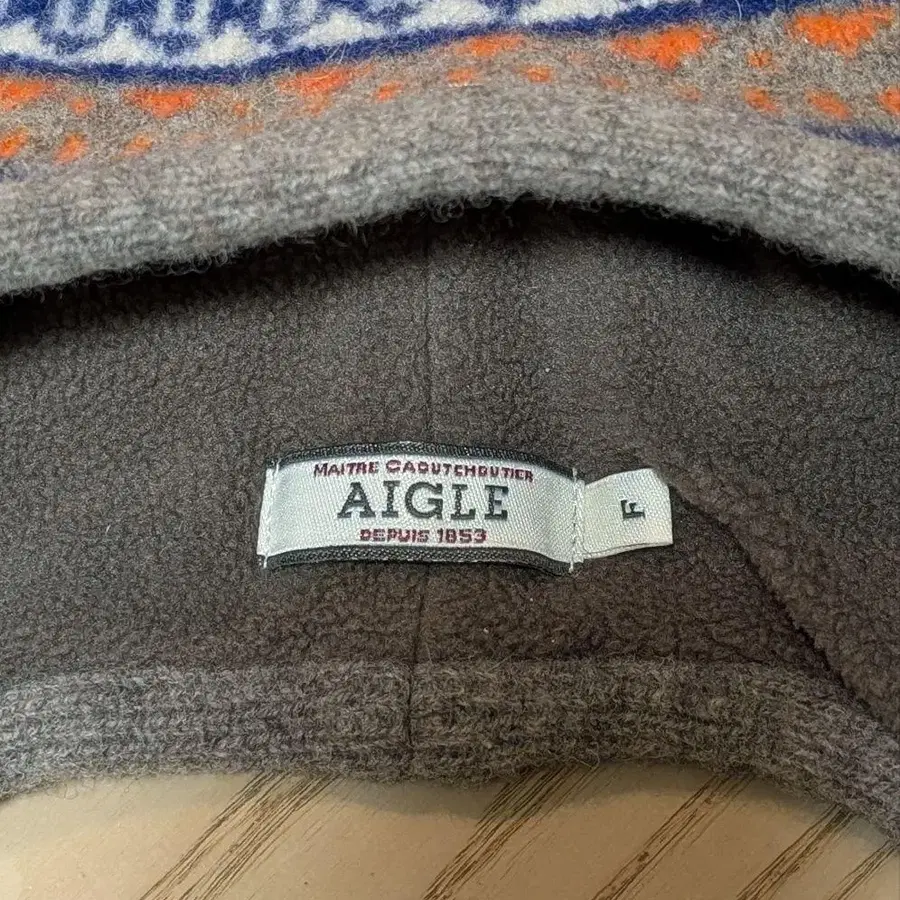 MAITRE CAOUTCHOUTIER
AIGLE
DEPUIS 1853
F